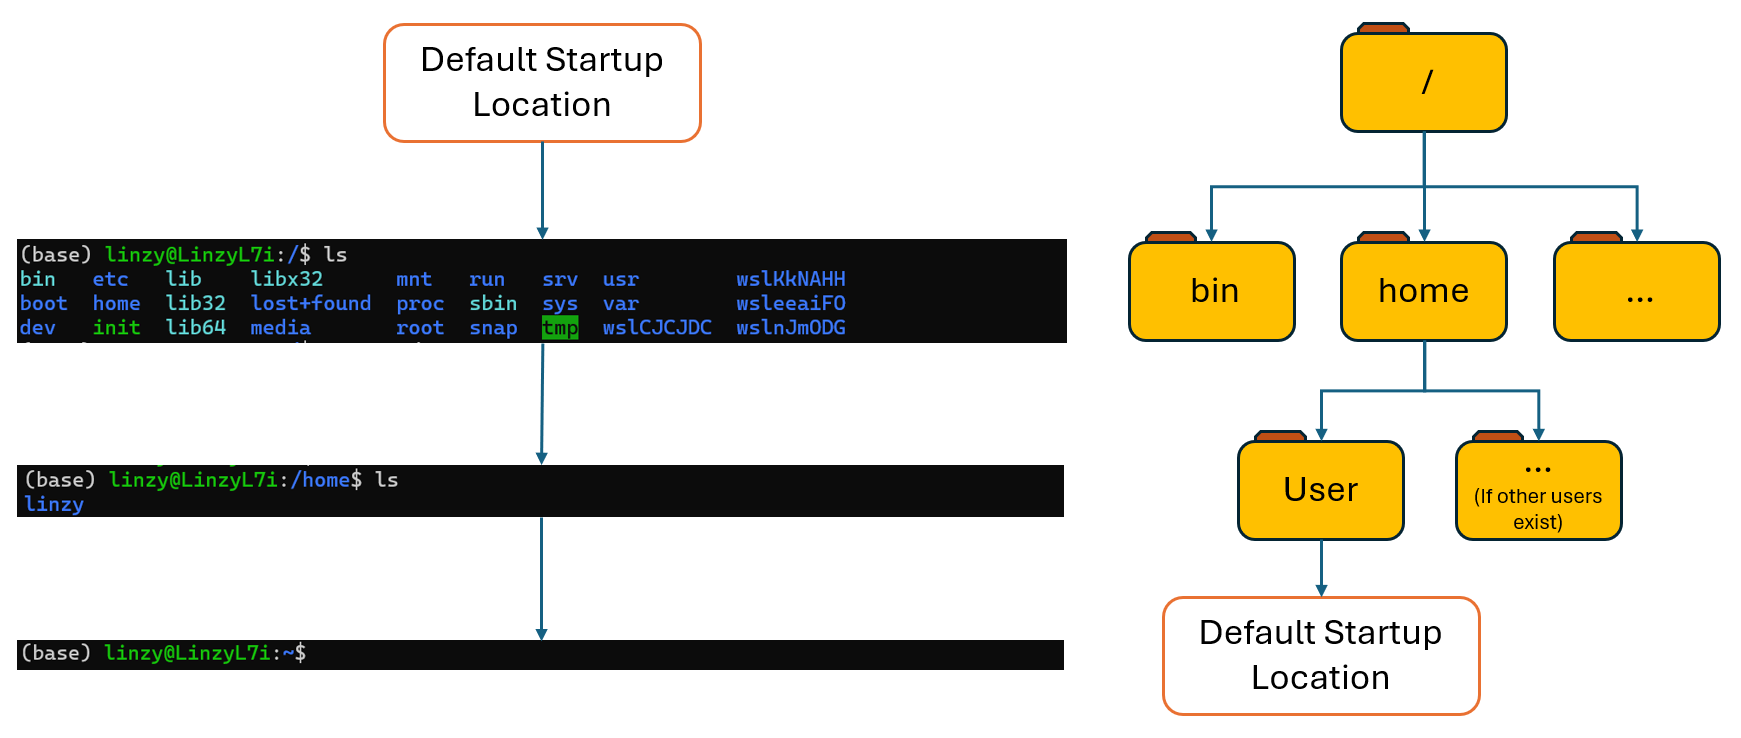 Default Startup
Location
(base) linzy@LinzyL7i:/$ ls
bin etc lib libx32 mnt run srv usr wslKkNAHH
boot home lib32 lost+found proc sbin sys var wsleeaiFO
dev init lib64 media root snap tmp wslCJCJDC wslnJmODG
(base) linzy@LinzyL7i:/home$ ls
linzy
(base) linzy@LinzyL7i:~$
/
bin
home
...
User
...
(If other users
exist)
Default Startup
Location